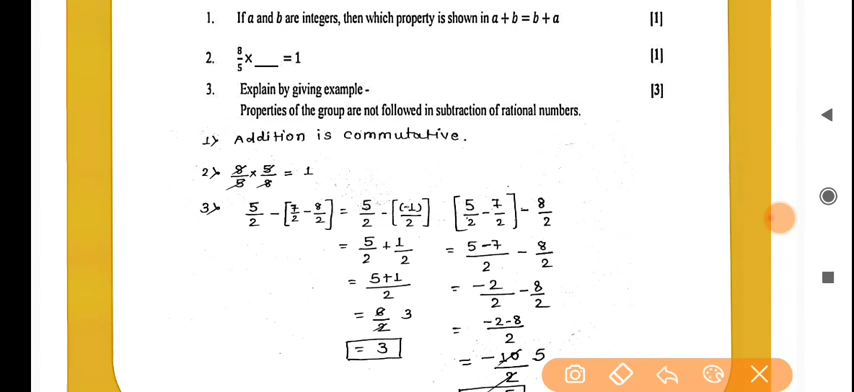 1. If a and b are integers, then which property is shown in a + b = b + a [1]
2. 8/5 × ___ = 1 [1]
3. Explain by giving example - [3]
Properties of the group are not followed in subtraction of rational numbers.
1> Addition is commutative.
2> 8/5 × 5/8 = 1
3> 5/2 - [7/2 - 8/2] = 5/2 - [(-1)/2] [5/2 - 7/2] - 8/2
= 5/2 + 1/2 = 5-7/2 - 8/2
= 5+1/2 = -2/2 - 8/2
= 6/2 3 = -2-8/2
= 3 = -10/2 5